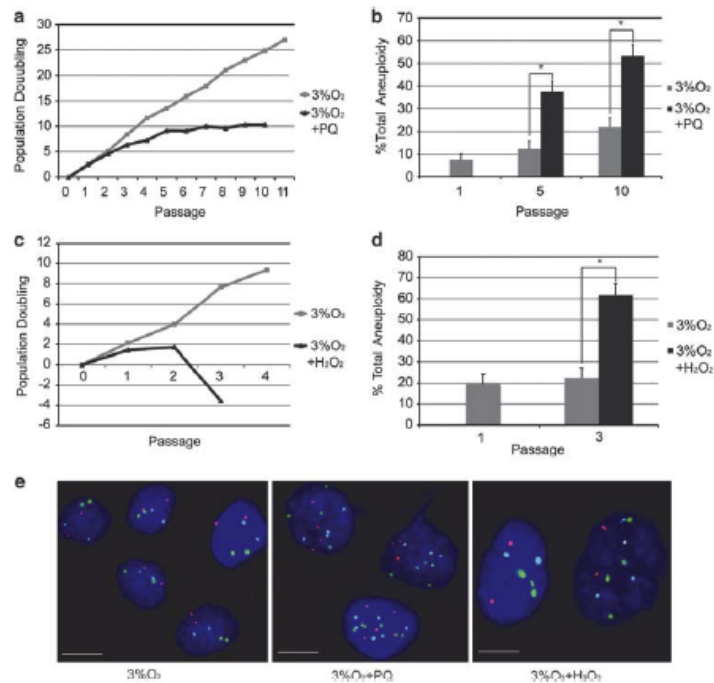 a
Population Douubling
30
25
20
15
10
5
0
0 1 2 3 4 5 6 7 8 9 10 11
Passage
3%O₂
3%O₂
+PQ
b
%Total Aneuploidy
70
60
50
40
30
20
10
0
* *
1 5 10
Passage
3%O₂
3%O₂
+PQ
c
Population Doubling
12
10
8
6
4
2
0
-2
-4
-6
0 1 2 3 4
Passage
3%O₂
3%O₂
+H₂O₂
d
% Total Aneuploidy
80
70
60
50
40
30
20
10
0
*
1 3
Passage
3%O₂
3%O₂
+H₂O₂
e
3%O₂ 3%O₂+PQ 3%O₂+H₂O₂